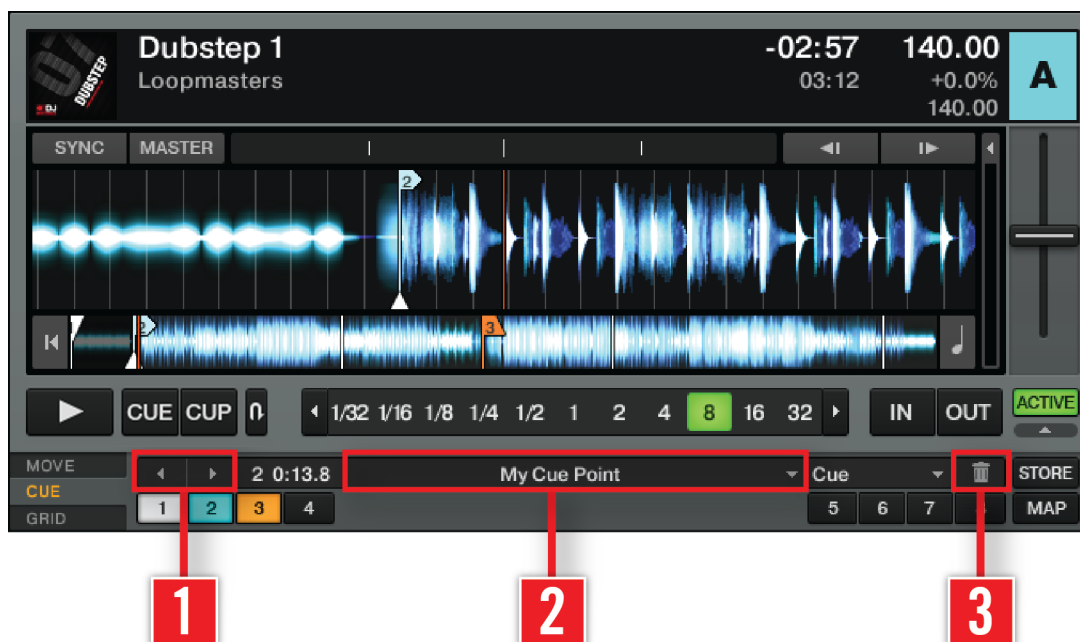 DJ
DUBSTEP
DJ
Dubstep 1
Loopmasters
-02:57
03:12
140.00
+0.0%
140.00
A
SYNC MASTER
2
2
3
CUE CUP
1/32 1/16 1/8 1/4 1/2 1 2 4 8 16 32
IN OUT
ACTIVE
MOVE
CUE
GRID
2 0:13.8
My Cue Point
Cue
STORE
1 2 3 4
5 6 7
MAP
1
2
3